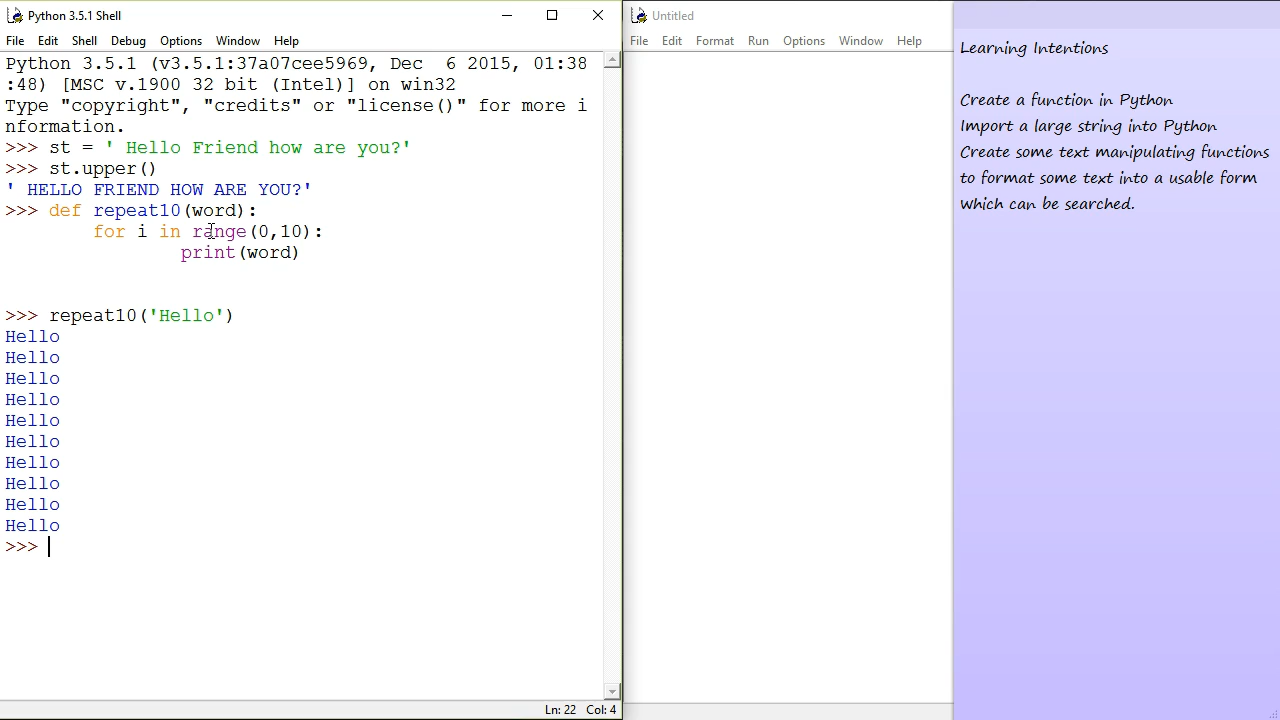 Python 3.5.1 Shell
File Edit Shell Debug Options Window Help
Python 3.5.1 (v3.5.1:37a07cee5969, Dec  6 2015, 01:38
:48) [MSC v.1900 32 bit (Intel)] on win32
Type "copyright", "credits" or "license()" for more i
nformation.
>>> st = ' Hello Friend how are you?'
>>> st.upper()
' HELLO FRIEND HOW ARE YOU?'
>>> def repeat10(word):
        for i in range(0,10):
                print(word)
>>> repeat10('Hello')
Hello
Hello
Hello
Hello
Hello
Hello
Hello
Hello
Hello
Hello
>>>
Ln: 22 Col: 4
Untitled
File Edit Format Run Options Window Help
Learning Intentions
Create a function in Python
Import a large string into Python
Create some text manipulating functions
to format some text into a usable form
which can be searched.